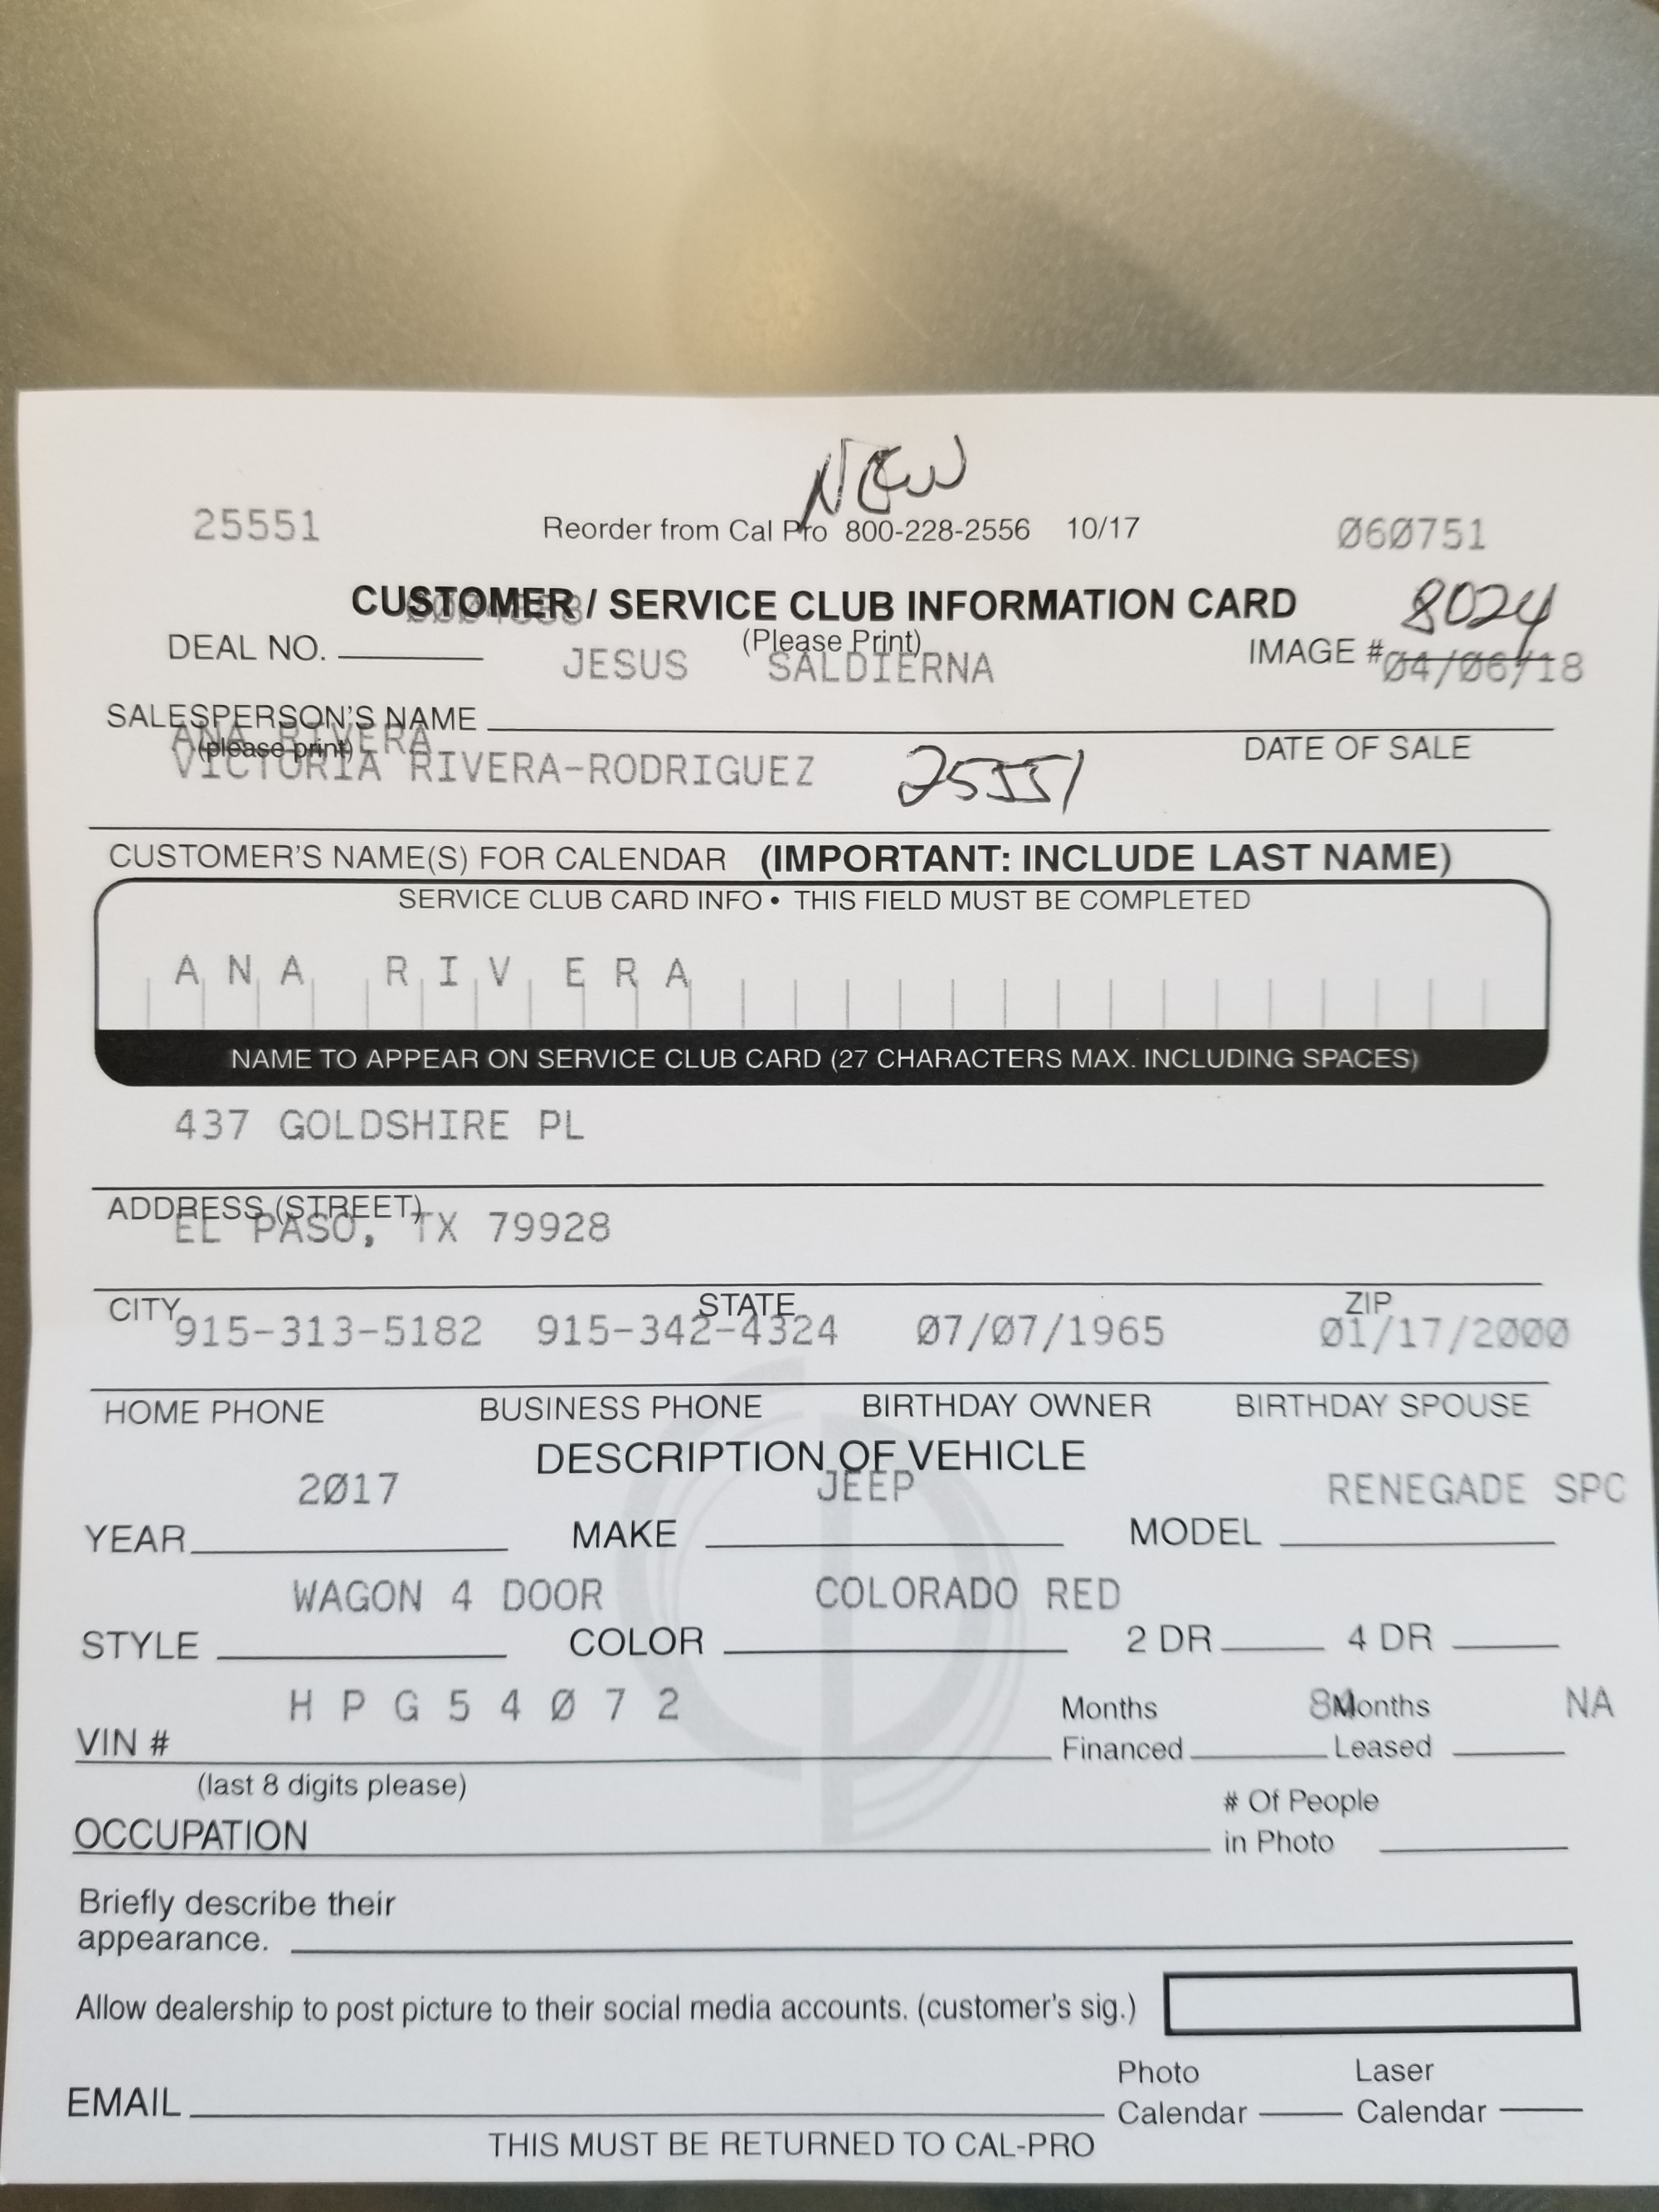 NEW
25551 Reorder from Cal Pro 800-228-2556 10/17 Ø6Ø751
CUSTOMER / SERVICE CLUB INFORMATION CARD
8024
(Please Print)
DEAL NO. IMAGE #
JESUS SALDIERNA Ø4/Ø6/18
SALESPERSON'S NAME
(please print) DATE OF SALE
ANA RIVERA
VICTORIA RIVERA-RODRIGUEZ 25551
CUSTOMER'S NAME(S) FOR CALENDAR (IMPORTANT: INCLUDE LAST NAME)
SERVICE CLUB CARD INFO • THIS FIELD MUST BE COMPLETED
A N A R I V E R A
NAME TO APPEAR ON SERVICE CLUB CARD (27 CHARACTERS MAX. INCLUDING SPACES)
437 GOLDSHIRE PL
ADDRESS (STREET)
EL PASO, TX 79928
CITY STATE ZIP
915-313-5182 915-342-4324 Ø7/Ø7/1965 Ø1/17/2ØØØ
HOME PHONE BUSINESS PHONE BIRTHDAY OWNER BIRTHDAY SPOUSE
DESCRIPTION OF VEHICLE
2Ø17 JEEP RENEGADE SPC
YEAR MAKE MODEL
WAGON 4 DOOR COLORADO RED
STYLE COLOR 2 DR 4 DR
H P G 5 4 Ø 7 2 NA
VIN # Months Financed Months Leased
(last 8 digits please)
OCCUPATION # Of People in Photo
Briefly describe their
appearance.
Allow dealership to post picture to their social media accounts. (customer's sig.)
EMAIL Photo Calendar Laser Calendar
THIS MUST BE RETURNED TO CAL-PRO